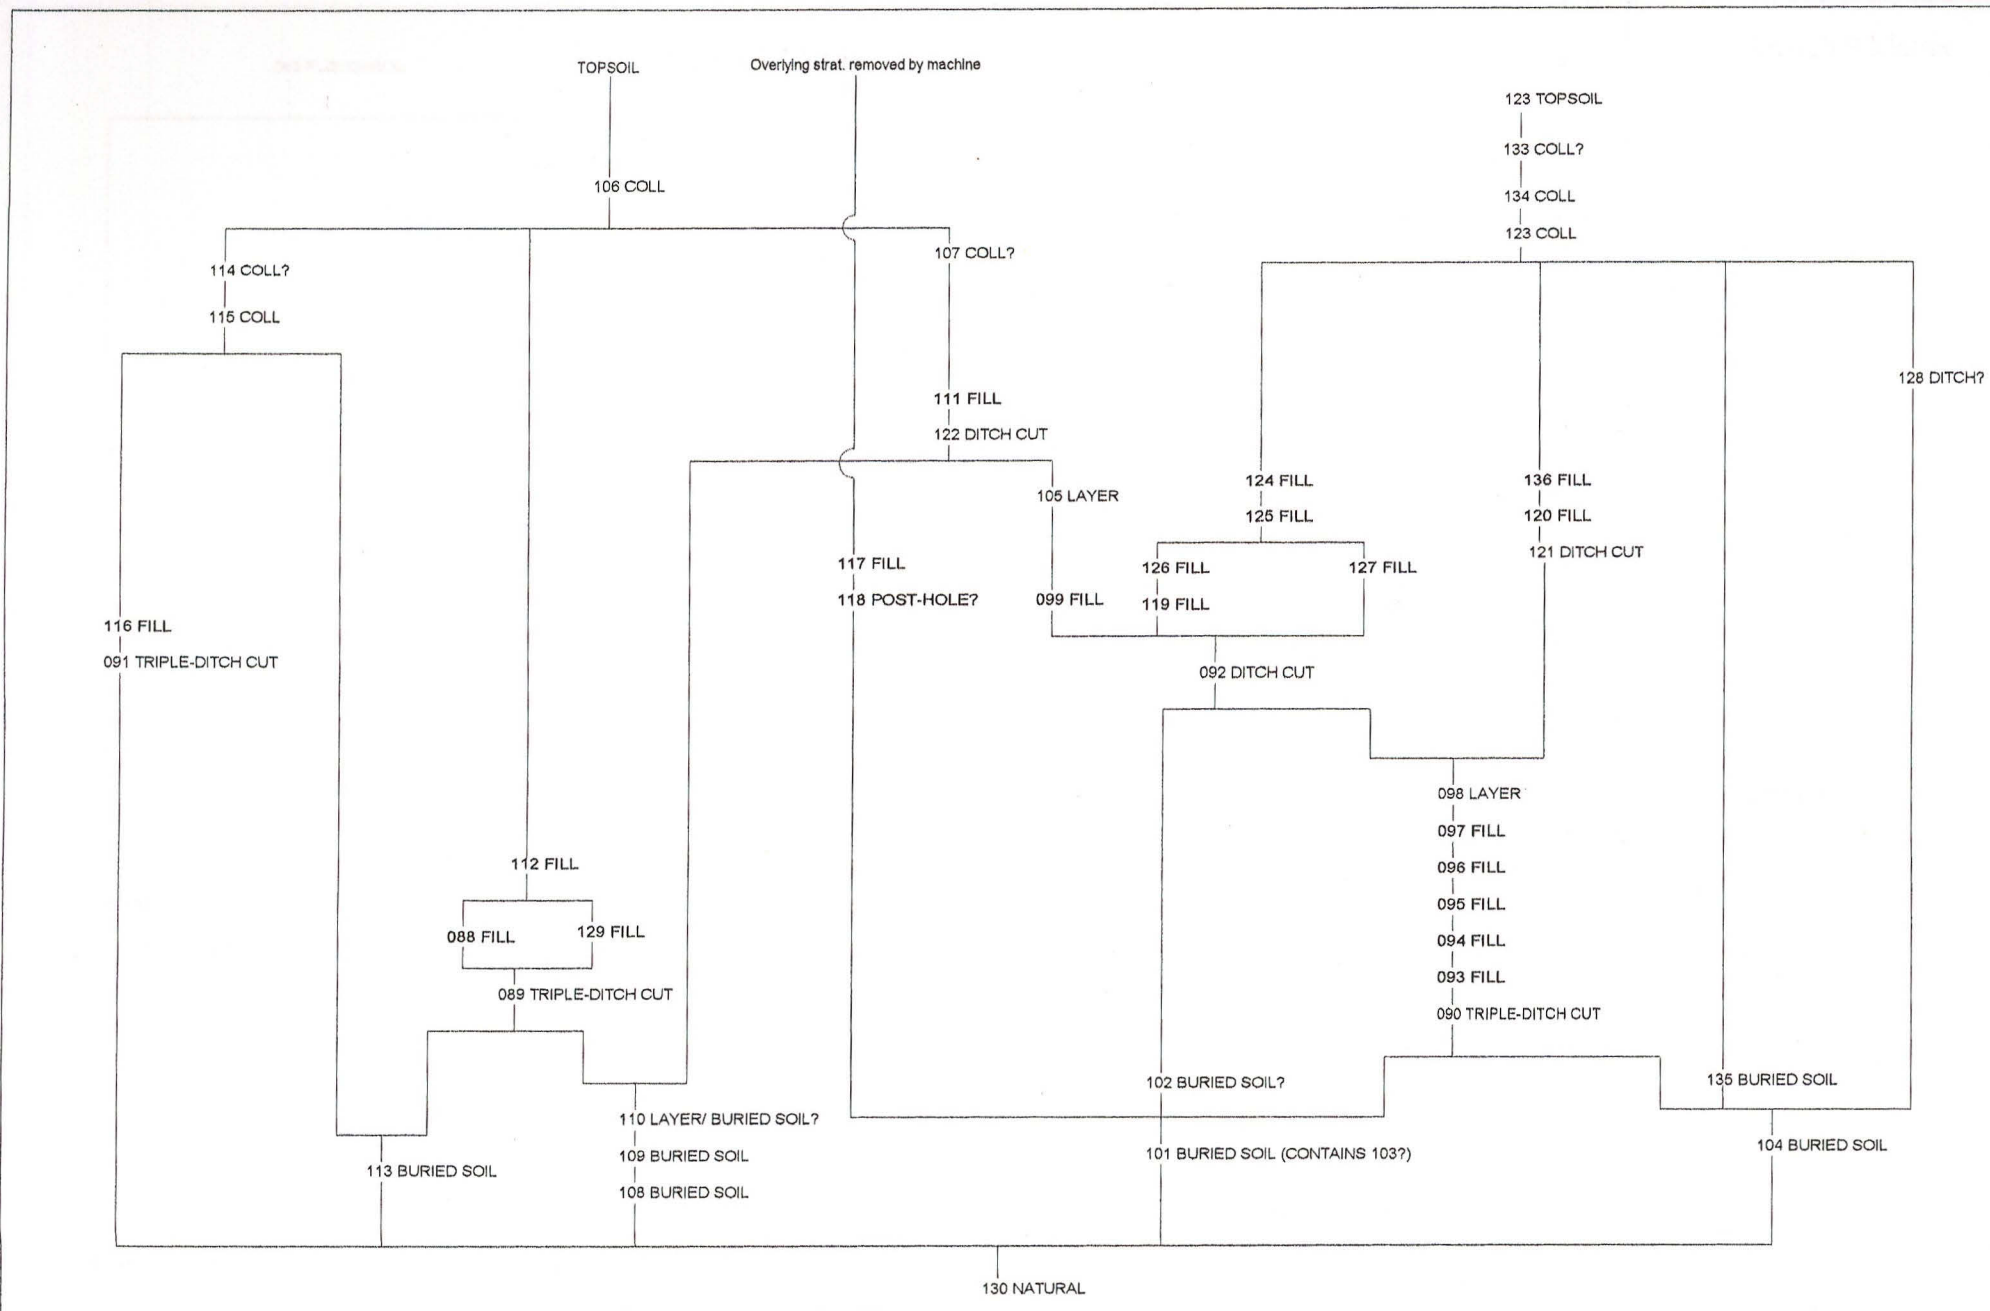 TOPSOIL
Overlying strat. removed by machine
123 TOPSOIL
133 COLL?
106 COLL
134 COLL
123 COLL
107 COLL?
114 COLL?
115 COLL
128 DITCH?
111 FILL
122 DITCH CUT
124 FILL
136 FILL
105 LAYER
125 FILL
120 FILL
121 DITCH CUT
117 FILL
126 FILL
127 FILL
118 POST-HOLE?
099 FILL
119 FILL
116 FILL
091 TRIPLE-DITCH CUT
092 DITCH CUT
098 LAYER
097 FILL
112 FILL
096 FILL
095 FILL
088 FILL
129 FILL
094 FILL
093 FILL
089 TRIPLE-DITCH CUT
090 TRIPLE-DITCH CUT
102 BURIED SOIL?
135 BURIED SOIL
110 LAYER/ BURIED SOIL?
104 BURIED SOIL
109 BURIED SOIL
101 BURIED SOIL (CONTAINS 103?)
113 BURIED SOIL
108 BURIED SOIL
130 NATURAL